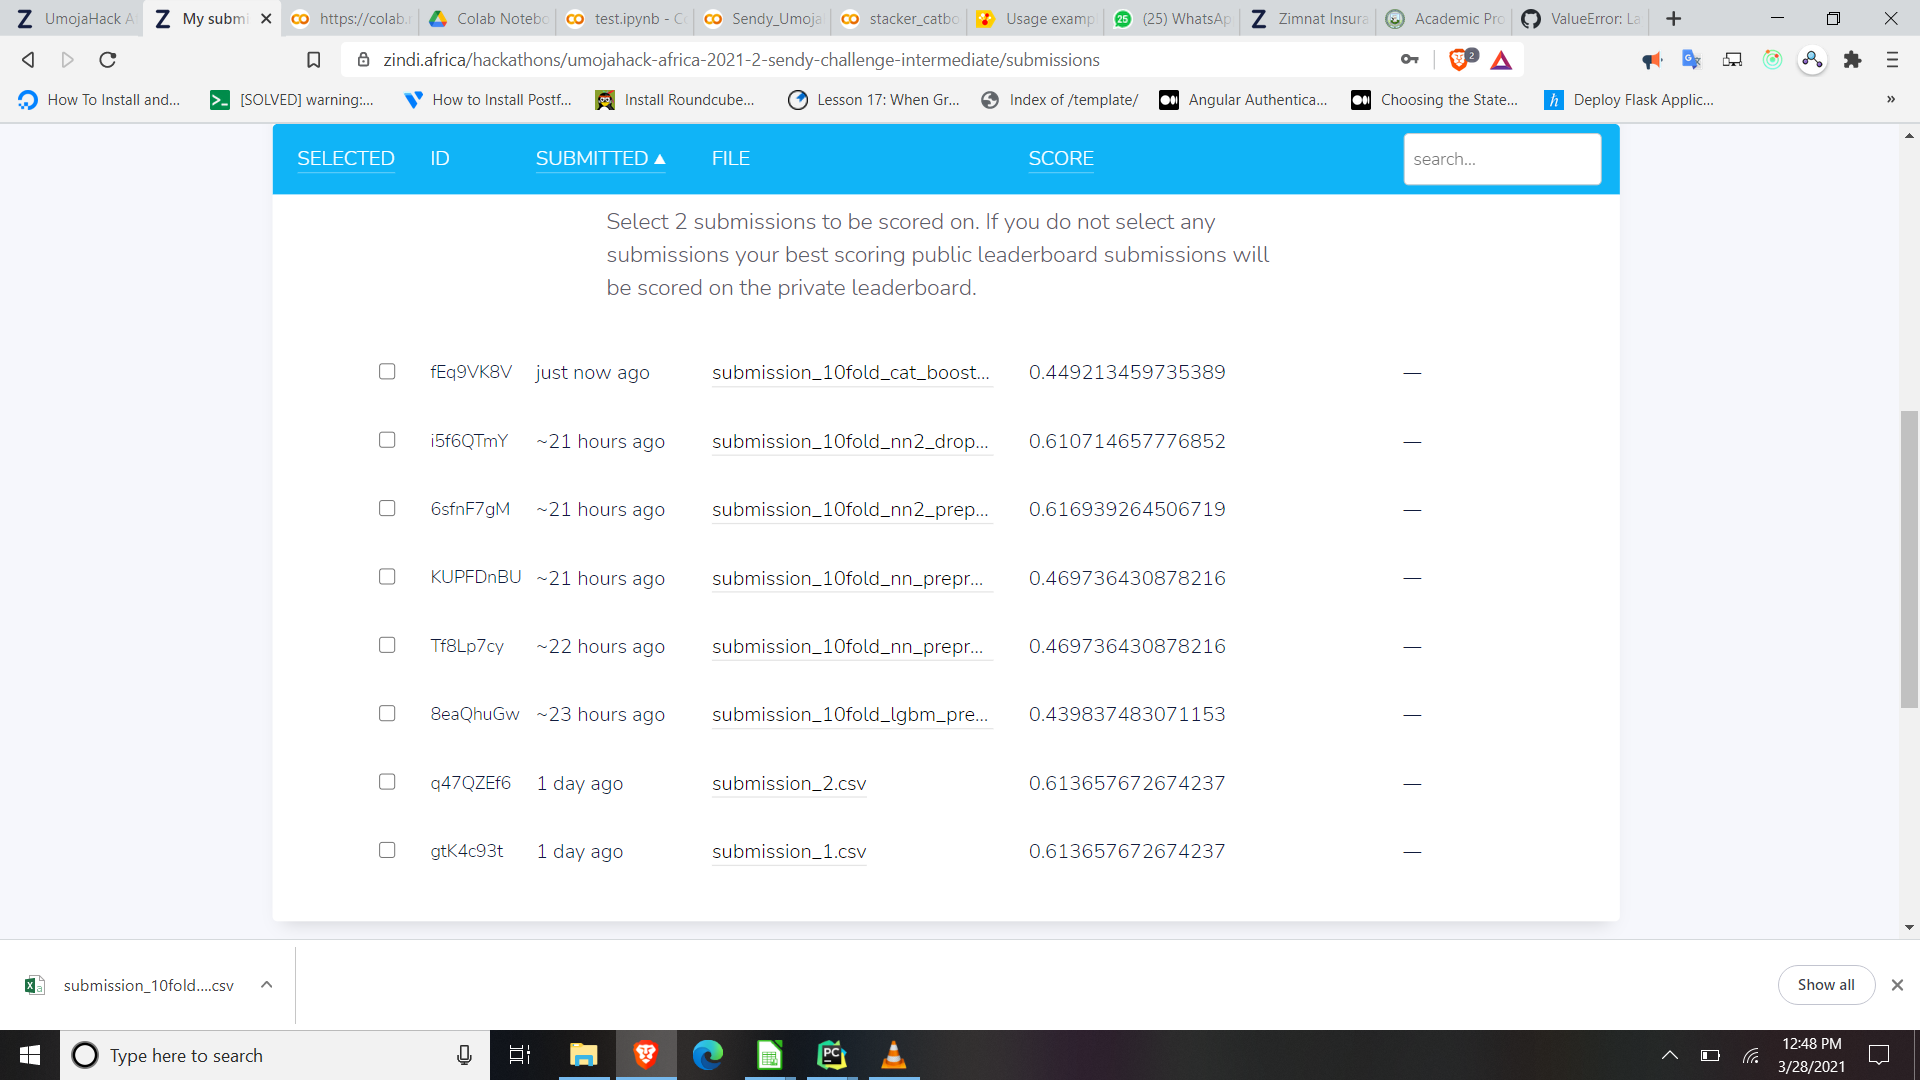 UmojaHack A
My submi
https://colab.r
Colab Notebo
test.ipynb - Co
Sendy_Umoja
stacker_catbo
Usage examp
(25) WhatsAp
Zimnat Insura
Academic Pro
ValueError: La
zindi.africa/hackathons/umojahack-africa-2021-2-sendy-challenge-intermediate/submissions
2
How To Install and...
[SOLVED] warning:...
How to Install Postf...
Install Roundcube...
Lesson 17: When Gr...
Index of /template/
Angular Authentica...
Choosing the State...
Deploy Flask Applic...
»
SELECTED ID SUBMITTED ▲ FILE SCORE search...
Select 2 submissions to be scored on. If you do not select any
submissions your best scoring public leaderboard submissions will
be scored on the private leaderboard.
fEq9VK8V just now ago submission_10fold_cat_boost... 0.449213459735389 —
i5f6QTmY ~21 hours ago submission_10fold_nn2_drop... 0.610714657776852 —
6sfnF7gM ~21 hours ago submission_10fold_nn2_prep... 0.616939264506719 —
KUPFDnBU ~21 hours ago submission_10fold_nn_prepr... 0.469736430878216 —
Tf8Lp7cy ~22 hours ago submission_10fold_nn_prepr... 0.469736430878216 —
8eaQhuGw ~23 hours ago submission_10fold_lgbm_pre... 0.439837483071153 —
q47QZEf6 1 day ago submission_2.csv 0.613657672674237 —
gtK4c93t 1 day ago submission_1.csv 0.613657672674237 —
submission_10fold....csv
Show all
Type here to search
12:48 PM
3/28/2021